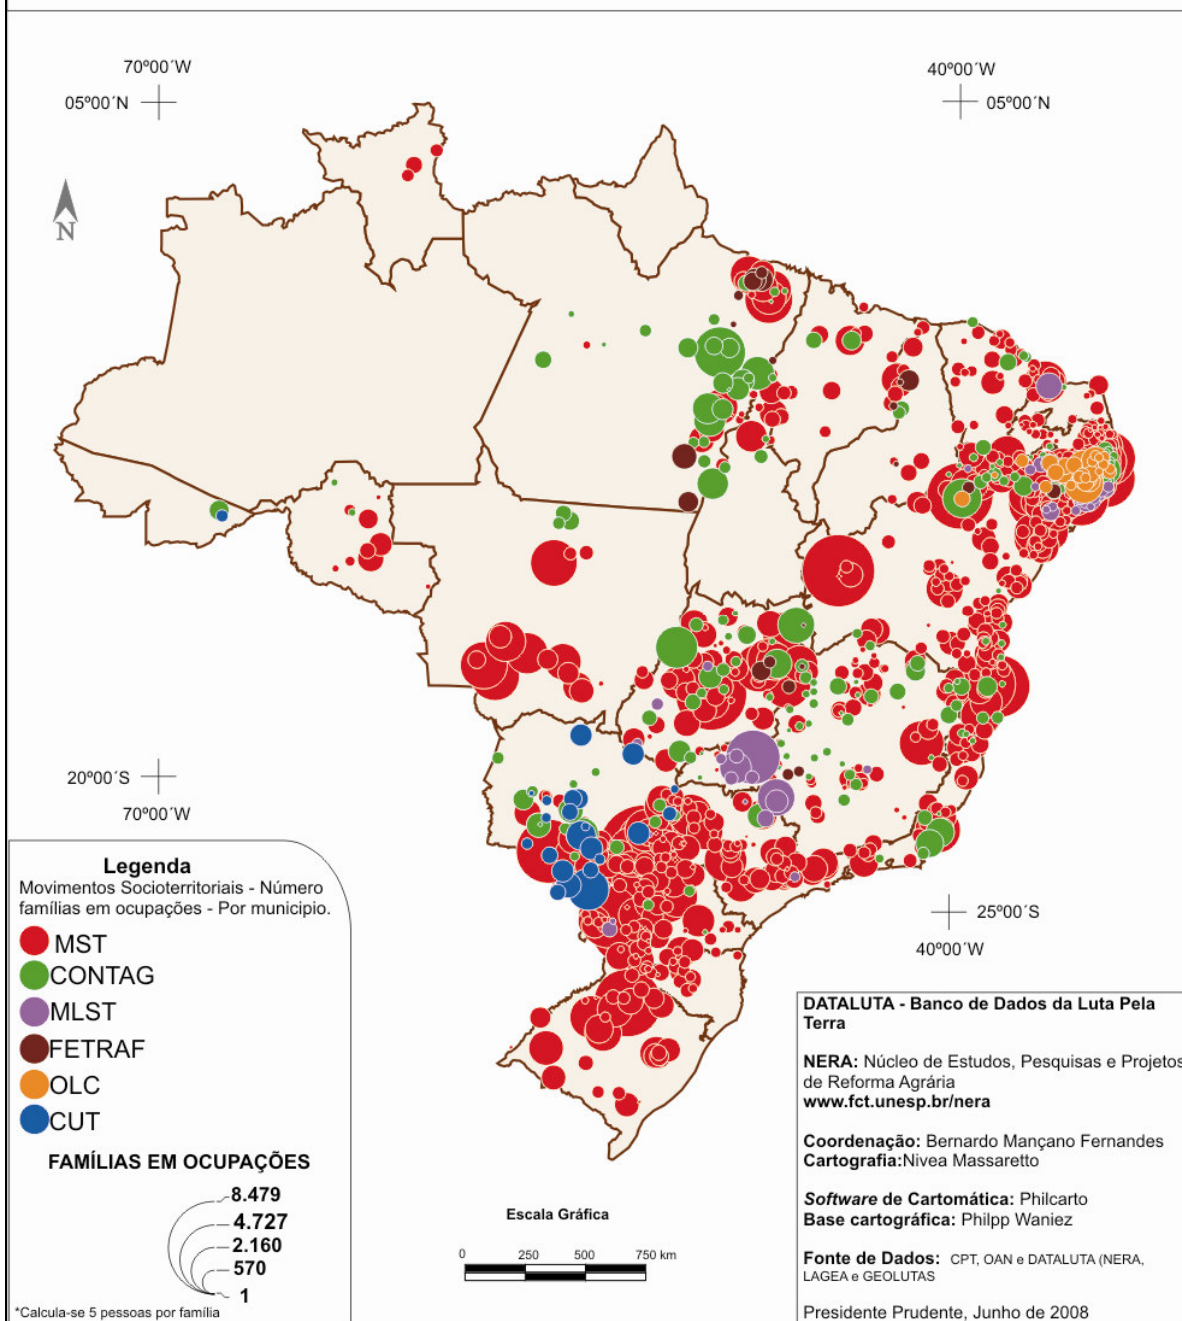 70º00´W
05º00´N
40º00´W
05º00´N
N
20º00´S
70º00´W
25º00´S
40º00´W
Legenda
Movimentos Socioterritoriais - Número
famílias em ocupações - Por municipio.
MST
CONTAG
MLST
FETRAF
OLC
CUT
FAMÍLIAS EM OCUPAÇÕES
8.479
4.727
2.160
570
1
*Calcula-se 5 pessoas por família
Escala Gráfica
0 250 500 750 km
DATALUTA - Banco de Dados da Luta Pela
Terra
NERA: Núcleo de Estudos, Pesquisas e Projetos
de Reforma Agrária
www.fct.unesp.br/nera
Coordenação: Bernardo Mançano Fernandes
Cartografia:Nivea Massaretto
Software de Cartomática: Philcarto
Base cartográfica: Philpp Waniez
Fonte de Dados: CPT, OAN e DATALUTA (NERA,
LAGEA e GEOLUTAS
Presidente Prudente, Junho de 2008